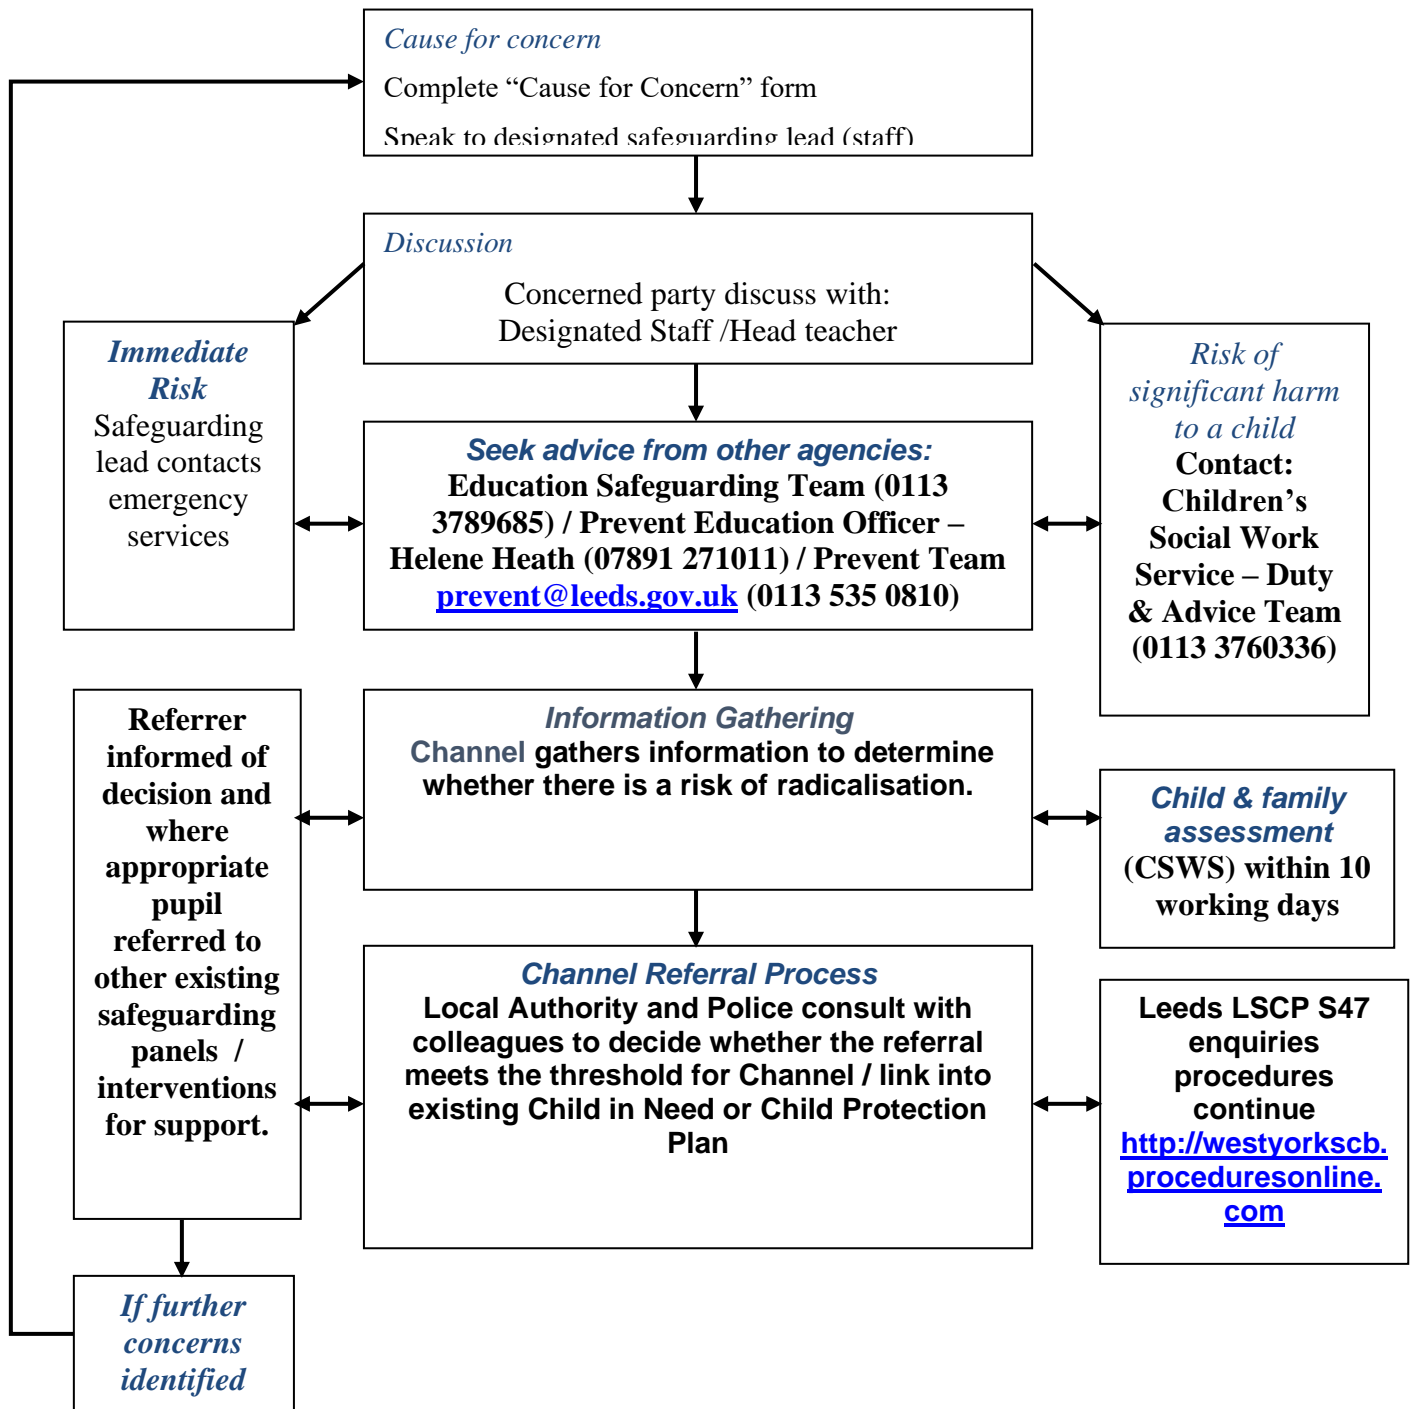 Cause for concern
Complete “Cause for Concern” form
Speak to designated safeguarding lead (staff)
Discussion
Concerned party discuss with:
Designated Staff /Head teacher
Immediate
Risk
Safeguarding
lead contacts
emergency
services
Seek advice from other agencies:
Education Safeguarding Team (0113
3789685) / Prevent Education Officer –
Helene Heath (07891 271011) / Prevent Team
prevent@leeds.gov.uk (0113 535 0810)
Risk of
significant harm
to a child
Contact:
Children’s
Social Work
Service – Duty
& Advice Team
(0113 3760336)
Referrer
informed of
decision and
where
appropriate
pupil
referred to
other existing
safeguarding
panels /
interventions
for support.
Information Gathering
Channel gathers information to determine
whether there is a risk of radicalisation.
Child & family
assessment
(CSWS) within 10
working days
Channel Referral Process
Local Authority and Police consult with
colleagues to decide whether the referral
meets the threshold for Channel / link into
existing Child in Need or Child Protection
Plan
Leeds LSCP S47
enquiries
procedures
continue
http://westyorkscb.
proceduresonline.
com
If further
concerns
identified